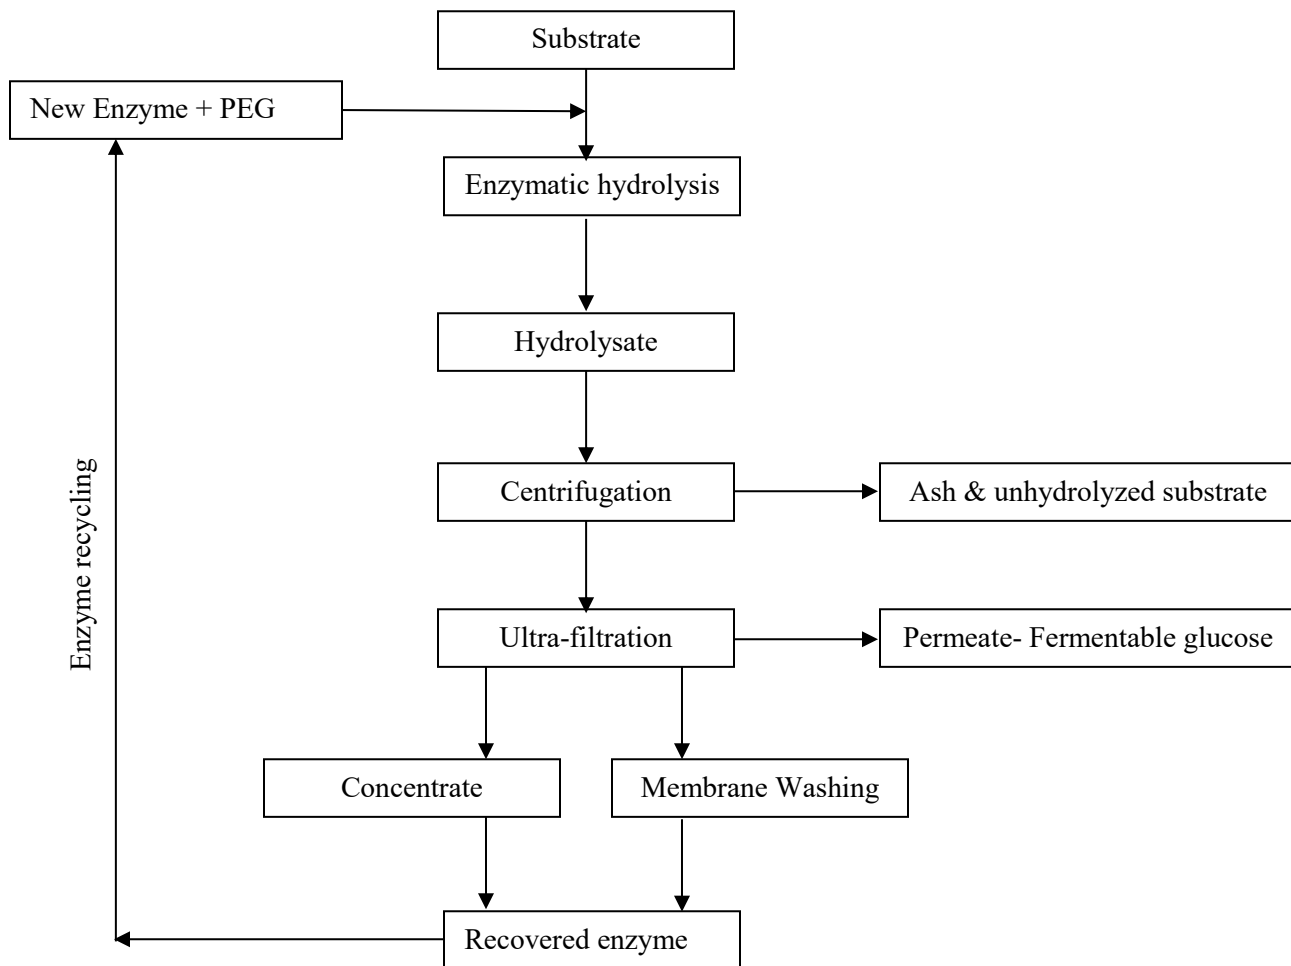 Substrate
New Enzyme + PEG
Enzymatic hydrolysis
Hydrolysate
Centrifugation
Ash & unhydrolyzed substrate
Enzyme recycling
Ultra-filtration
Permeate- Fermentable glucose
Concentrate
Membrane Washing
Recovered enzyme